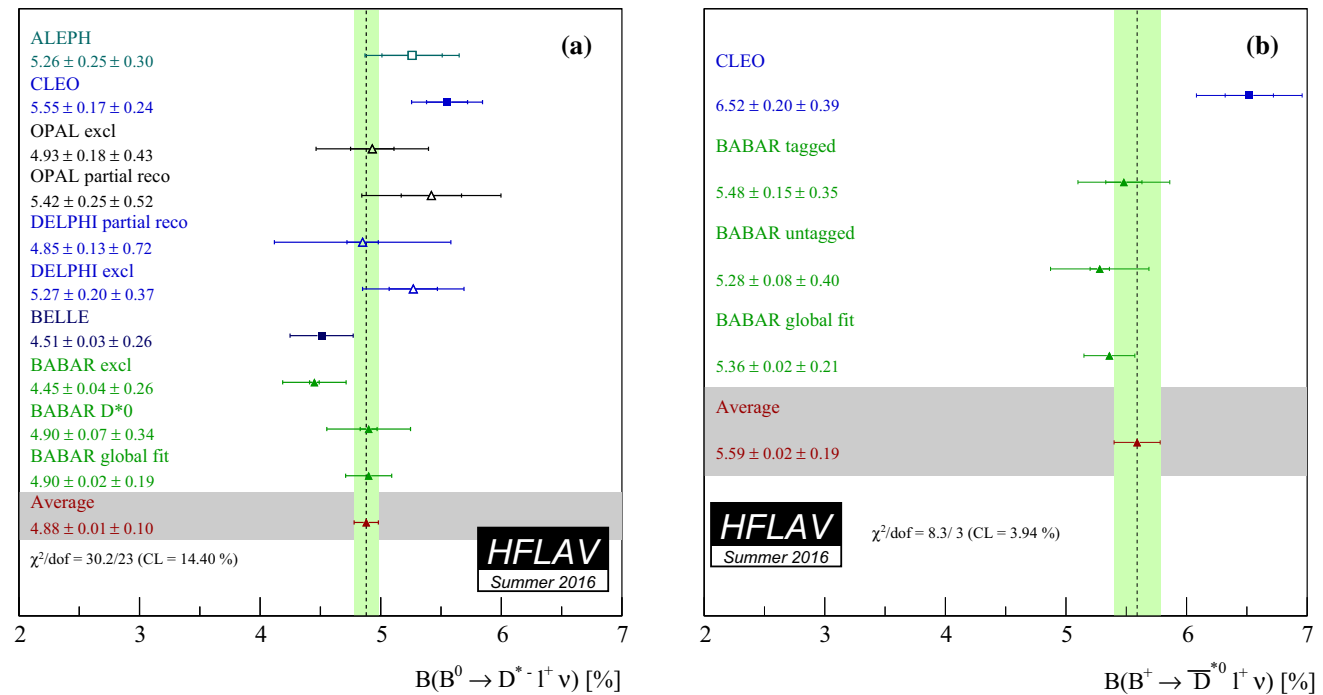 (a)
ALEPH
5.26 ± 0.25 ± 0.30
CLEO
5.55 ± 0.17 ± 0.24
OPAL excl
4.93 ± 0.18 ± 0.43
OPAL partial reco
5.42 ± 0.25 ± 0.52
DELPHI partial reco
4.85 ± 0.13 ± 0.72
DELPHI excl
5.27 ± 0.20 ± 0.37
BELLE
4.51 ± 0.03 ± 0.26
BABAR excl
4.45 ± 0.04 ± 0.26
BABAR D*0
4.90 ± 0.07 ± 0.34
BABAR global fit
4.90 ± 0.02 ± 0.19
Average
4.88 ± 0.01 ± 0.10
χ²/dof = 30.2/23 (CL = 14.40 %)
HFLAV
Summer 2016
2 3 4 5 6 7
B(B⁰ → D*⁻ l⁺ ν) [%]
(b)
CLEO
6.52 ± 0.20 ± 0.39
BABAR tagged
5.48 ± 0.15 ± 0.35
BABAR untagged
5.28 ± 0.08 ± 0.40
BABAR global fit
5.36 ± 0.02 ± 0.21
Average
5.59 ± 0.02 ± 0.19
HFLAV
Summer 2016
χ²/dof = 8.3/ 3 (CL = 3.94 %)
2 3 4 5 6 7
B(B⁺ → D̅*⁰ l⁺ ν) [%]